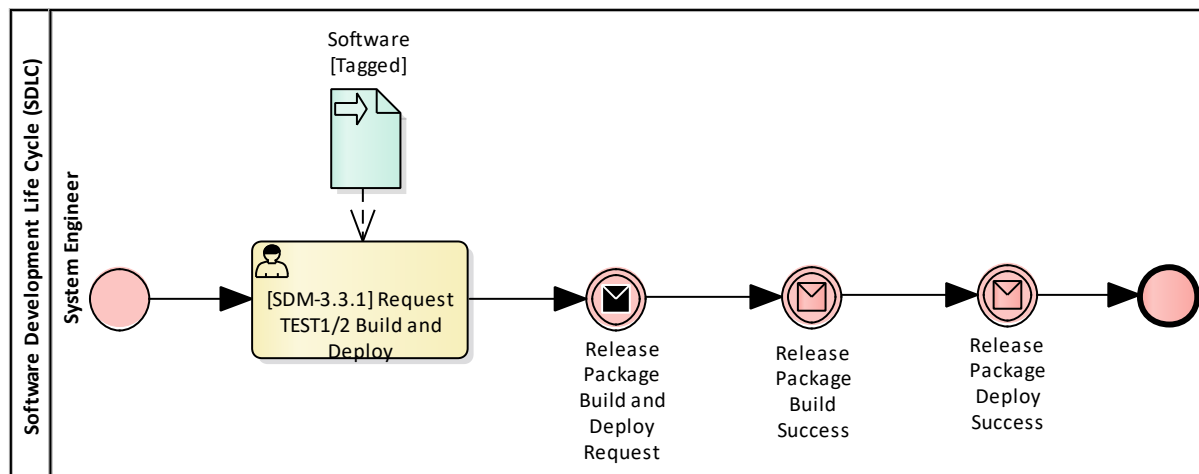 Software Development Life Cycle (SDLC)
System Engineer
Software
[Tagged]
[SDM-3.3.1] Request
TEST1/2 Build and
Deploy
Release
Package
Build and
Deploy
Request
Release
Package
Build
Success
Release
Package
Deploy
Success